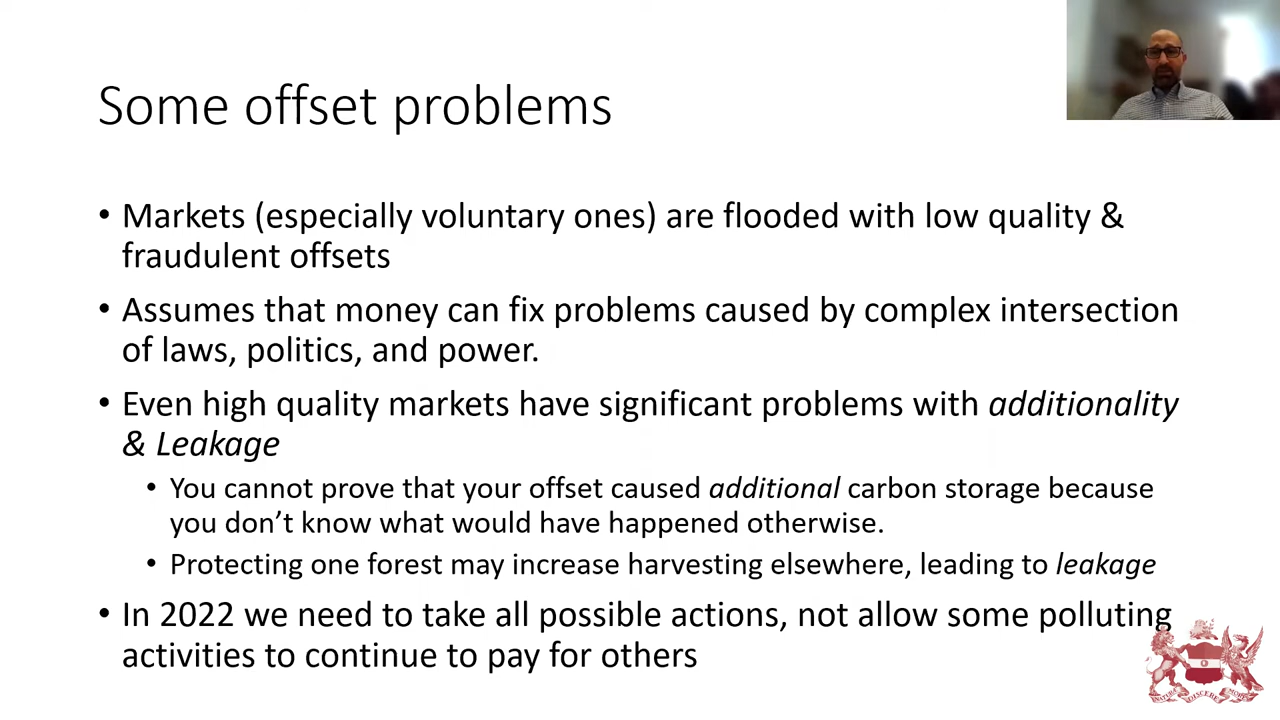 Some offset problems
• Markets (especially voluntary ones) are flooded with low quality &
fraudulent offsets
• Assumes that money can fix problems caused by complex intersection
of laws, politics, and power.
• Even high quality markets have significant problems with additionality
& Leakage
• You cannot prove that your offset caused additional carbon storage because
you don’t know what would have happened otherwise.
• Protecting one forest may increase harvesting elsewhere, leading to leakage
• In 2022 we need to take all possible actions, not allow some polluting
activities to continue to pay for others
DISCERE